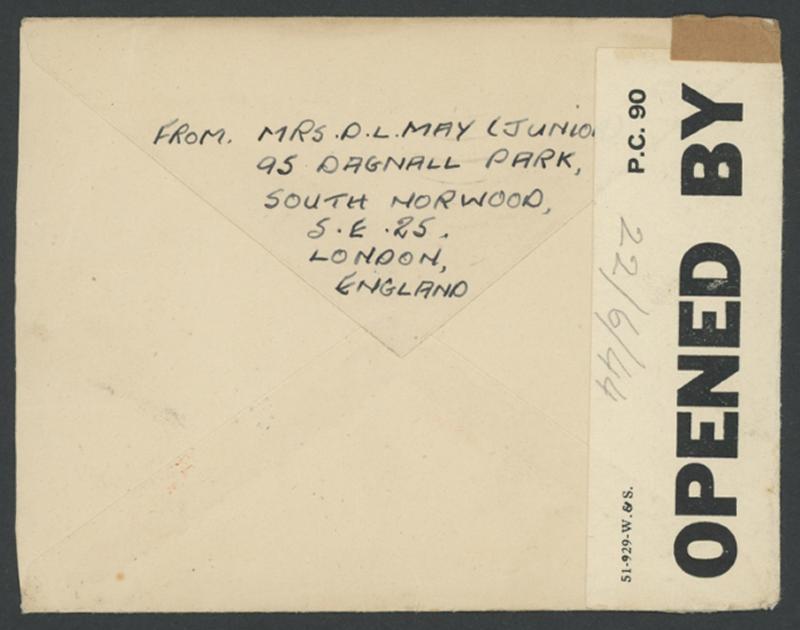 FROM. MRS. D. L. MAY (JUNIO
95 DAGNALL PARK,
SOUTH NORWOOD,
S.E. 25.
LONDON,
ENGLAND
P.C. 90
OPENED BY
22/6/44
51-929-W. & S.